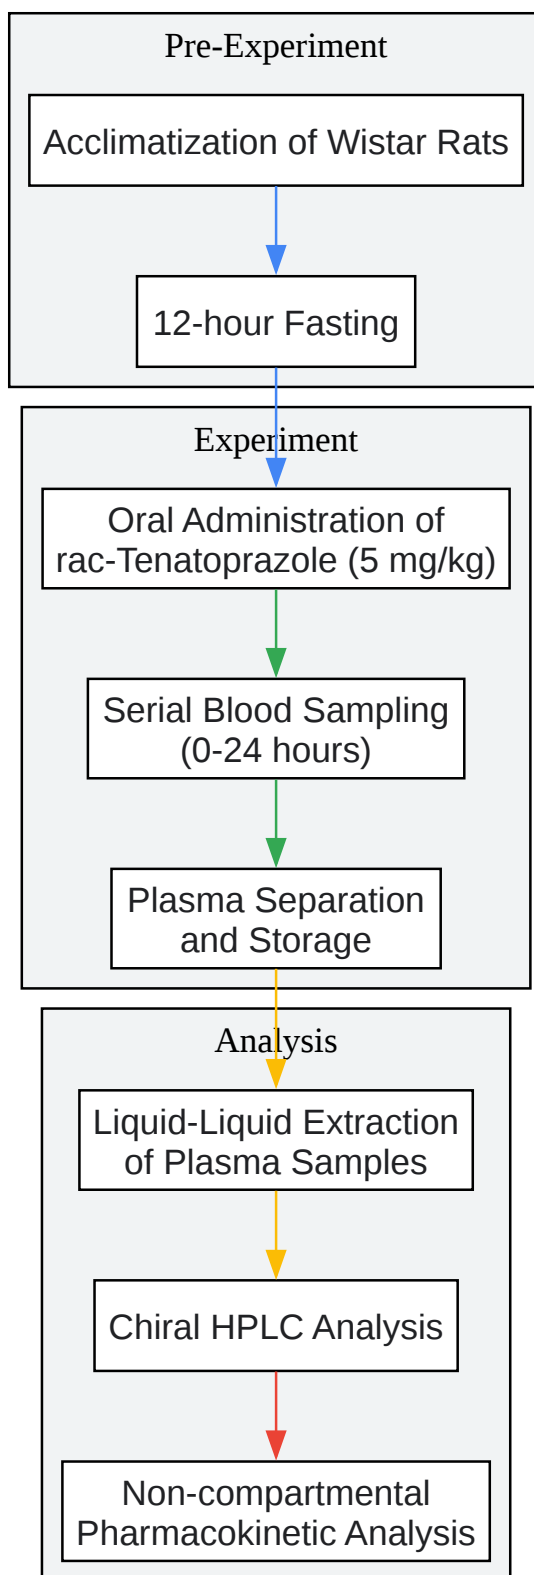 Pre-Experiment
Acclimatization of Wistar Rats
12-hour Fasting
Experiment
Oral Administration of
rac-Tenatoprazole (5 mg/kg)
Serial Blood Sampling
(0-24 hours)
Plasma Separation
and Storage
Analysis
Liquid-Liquid Extraction
of Plasma Samples
Chiral HPLC Analysis
Non-compartmental
Pharmacokinetic Analysis